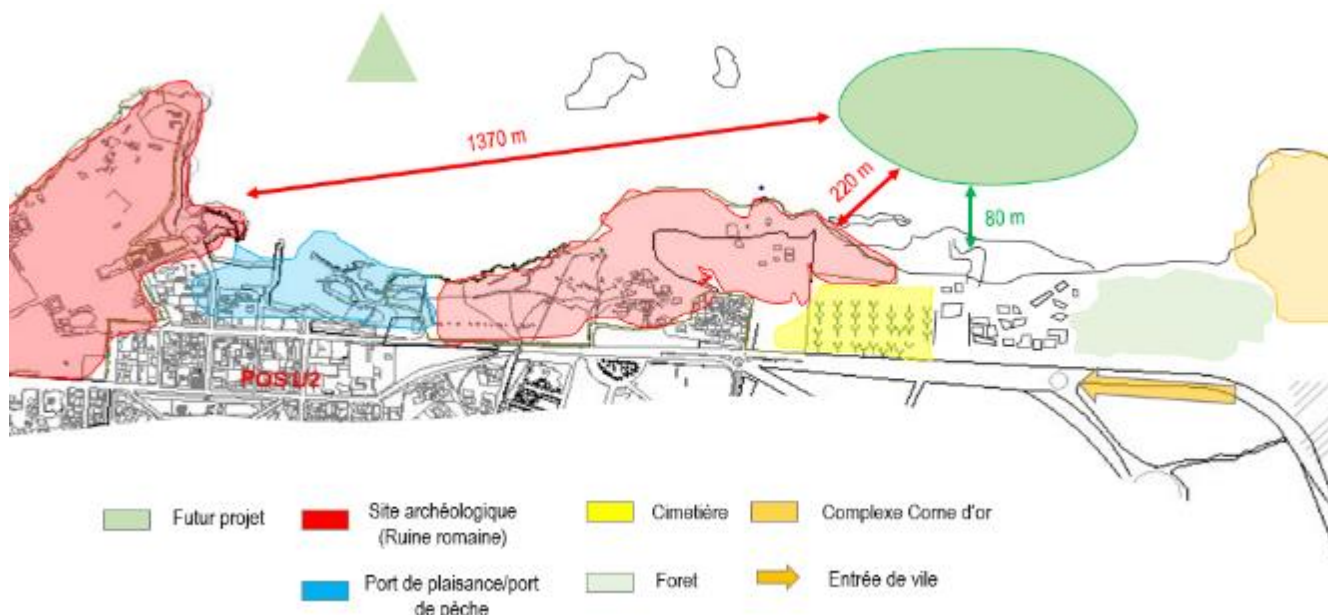 1370 m
220 m
80 m
POS U2
Futur projet
Site archéologique
(Ruine romaine)
Cimetière
Complexe Corne d'or
Port de plaisance/port
de pêche
Foret
Entrée de ville